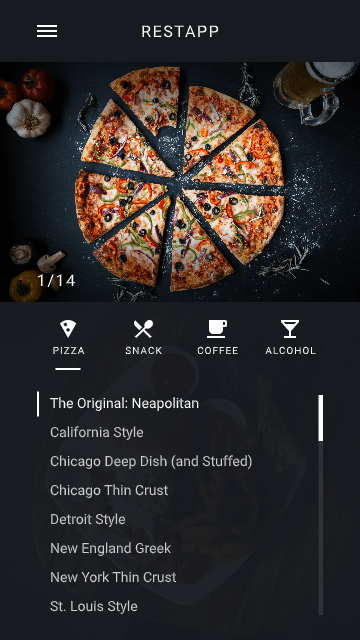 RESTAPP
1/14
PIZZA SNACK COFFEE ALCOHOL
The Original: Neapolitan
California Style
Chicago Deep Dish (and Stuffed)
Chicago Thin Crust
Detroit Style
New England Greek
New York Thin Crust
St. Louis Style